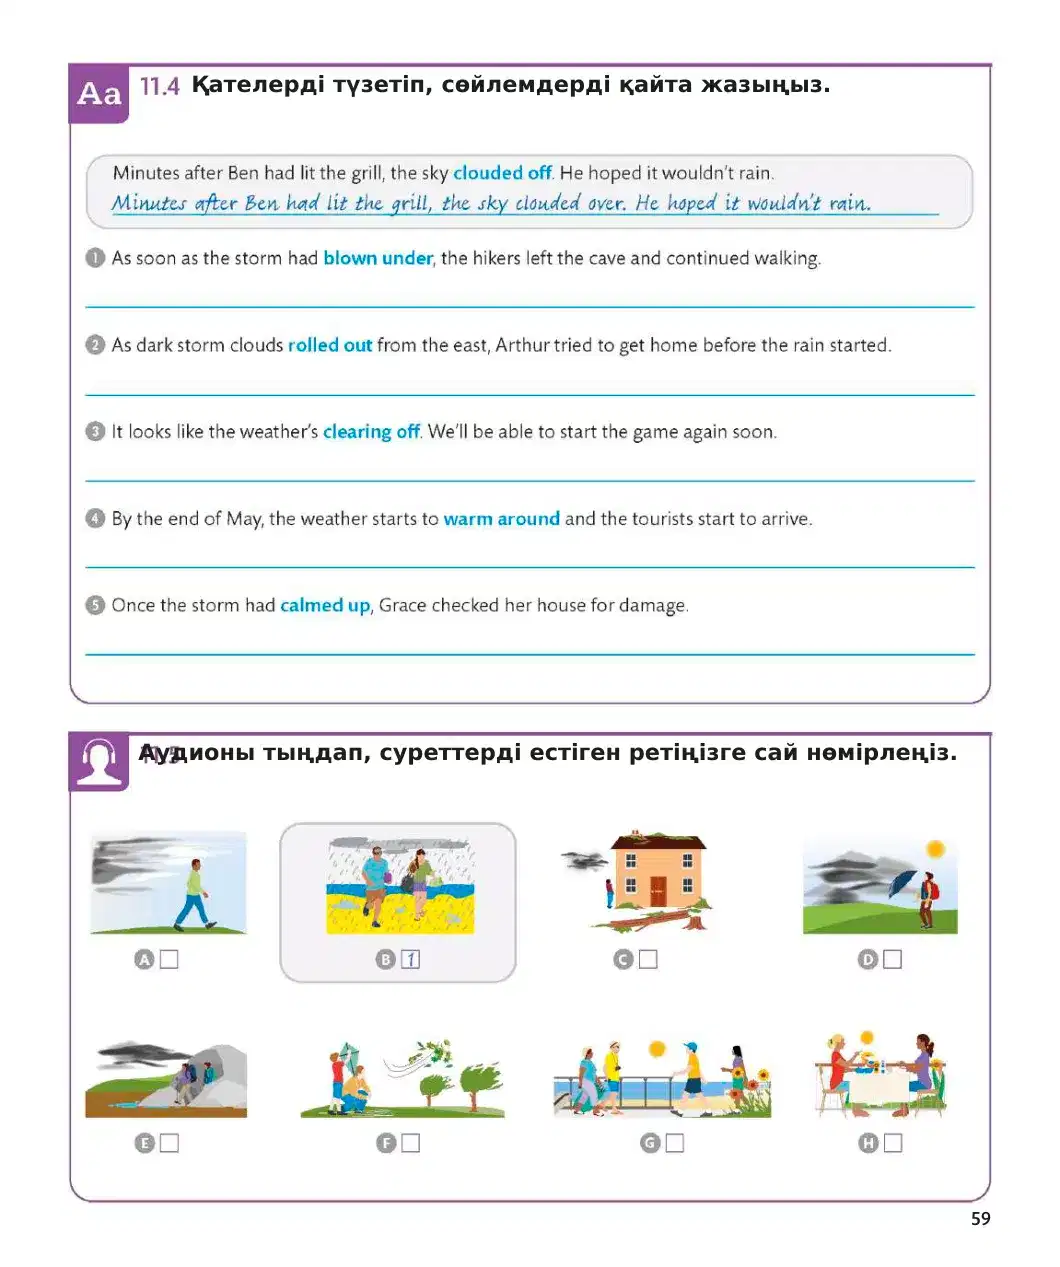 Aa 11.4 Қателерді түзетіп, сөйлемдерді қайта жазыңыз.
Minutes after Ben had lit the grill, the sky clouded off. He hoped it wouldn't rain.
Minutes after Ben had lit the grill, the sky clouded over. He hoped it wouldn't rain.
1 As soon as the storm had blown under, the hikers left the cave and continued walking.
2 As dark storm clouds rolled out from the east, Arthur tried to get home before the rain started.
3 It looks like the weather's clearing off. We'll be able to start the game again soon.
4 By the end of May, the weather starts to warm around and the tourists start to arrive.
5 Once the storm had calmed up, Grace checked her house for damage.
Аудионы тыңдап, суреттерді естіген ретіңізге сай нөмірлеңіз.
A B 1 C D
E F G H
59